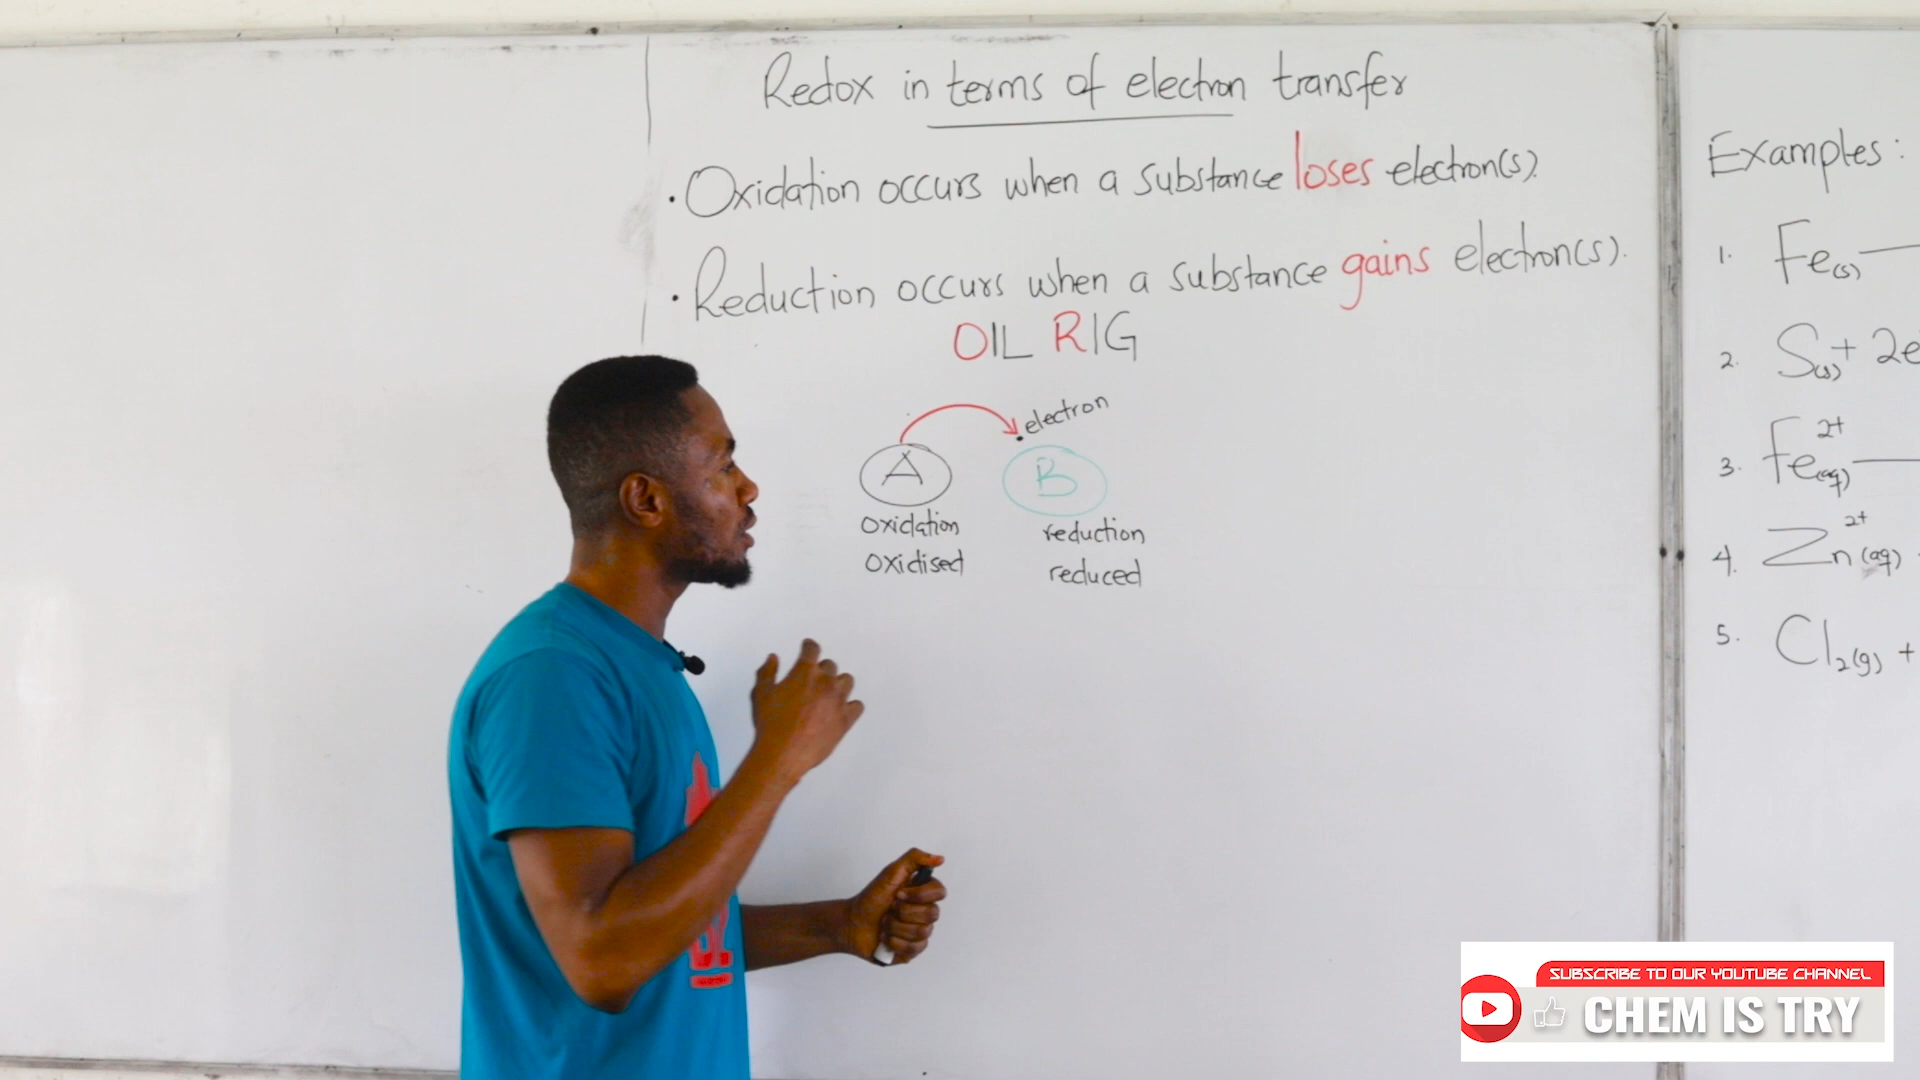 Redox in terms of electron transfer
• Oxidation occurs when a substance loses electron(s).
• Reduction occurs when a substance gains electron(s).
OIL RIG
electron
A
B
oxidation
oxidised
reduction
reduced
Examples:
1. Fe(s)
2. S(s) + 2e
3. Fe²⁺(aq)
4. Zn²⁺(aq)
5. Cl₂(g) +
SUBSCRIBE TO OUR YOUTUBE CHANNEL
CHEM IS TRY